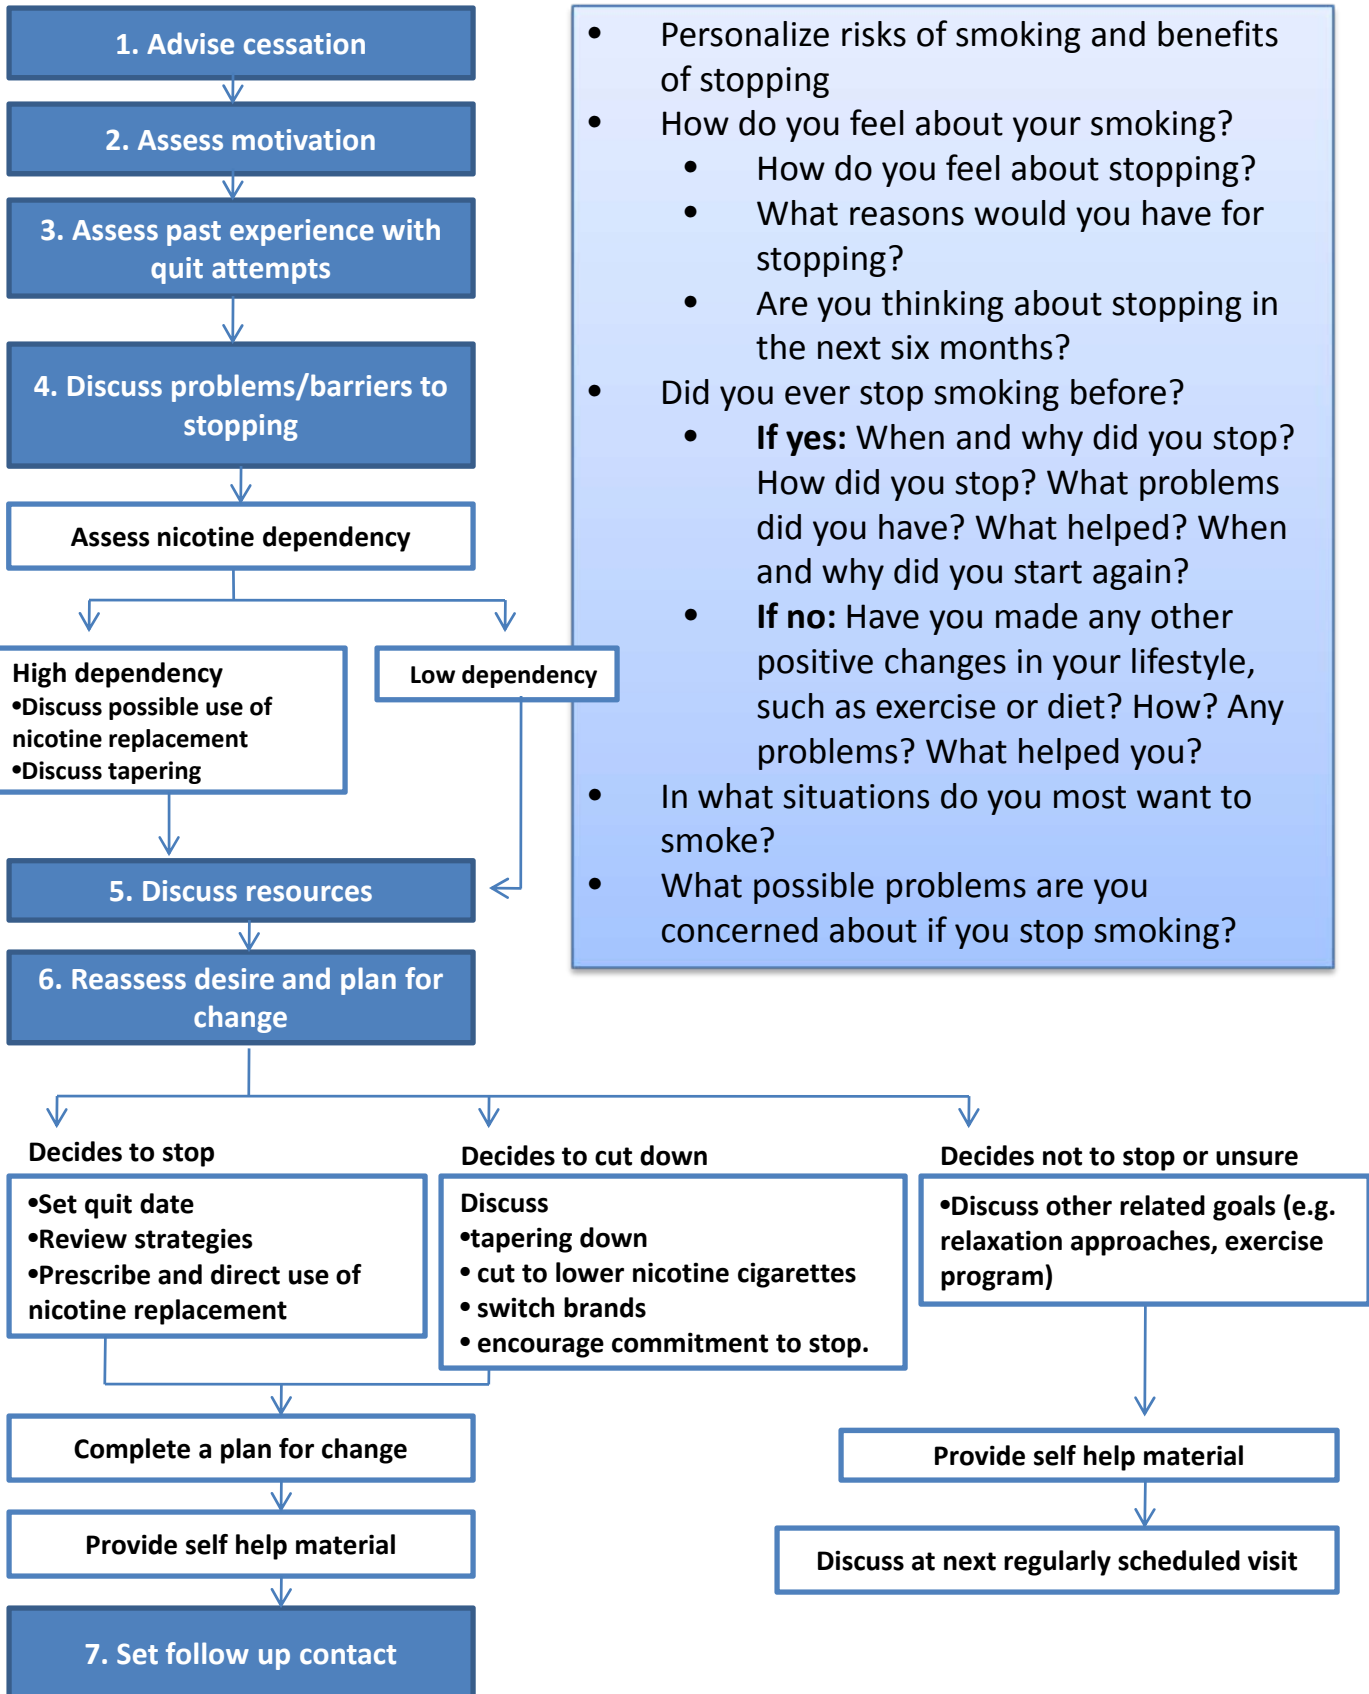 1. Advise cessation
2. Assess motivation
3. Assess past experience with
quit attempts
4. Discuss problems/barriers to
stopping
Assess nicotine dependency
High dependency
•Discuss possible use of
nicotine replacement
•Discuss tapering
Low dependency
5. Discuss resources
6. Reassess desire and plan for
change
• Personalize risks of smoking and benefits
of stopping
• How do you feel about your smoking?
• How do you feel about stopping?
• What reasons would you have for
stopping?
• Are you thinking about stopping in
the next six months?
• Did you ever stop smoking before?
• If yes: When and why did you stop?
How did you stop? What problems
did you have? What helped? When
and why did you start again?
• If no: Have you made any other
positive changes in your lifestyle,
such as exercise or diet? How? Any
problems? What helped you?
• In what situations do you most want to
smoke?
• What possible problems are you
concerned about if you stop smoking?
Decides to stop
•Set quit date
•Review strategies
•Prescribe and direct use of
nicotine replacement
Decides to cut down
Discuss
•tapering down
• cut to lower nicotine cigarettes
• switch brands
• encourage commitment to stop.
Decides not to stop or unsure
•Discuss other related goals (e.g.
relaxation approaches, exercise
program)
Complete a plan for change
Provide self help material
7. Set follow up contact
Provide self help material
Discuss at next regularly scheduled visit